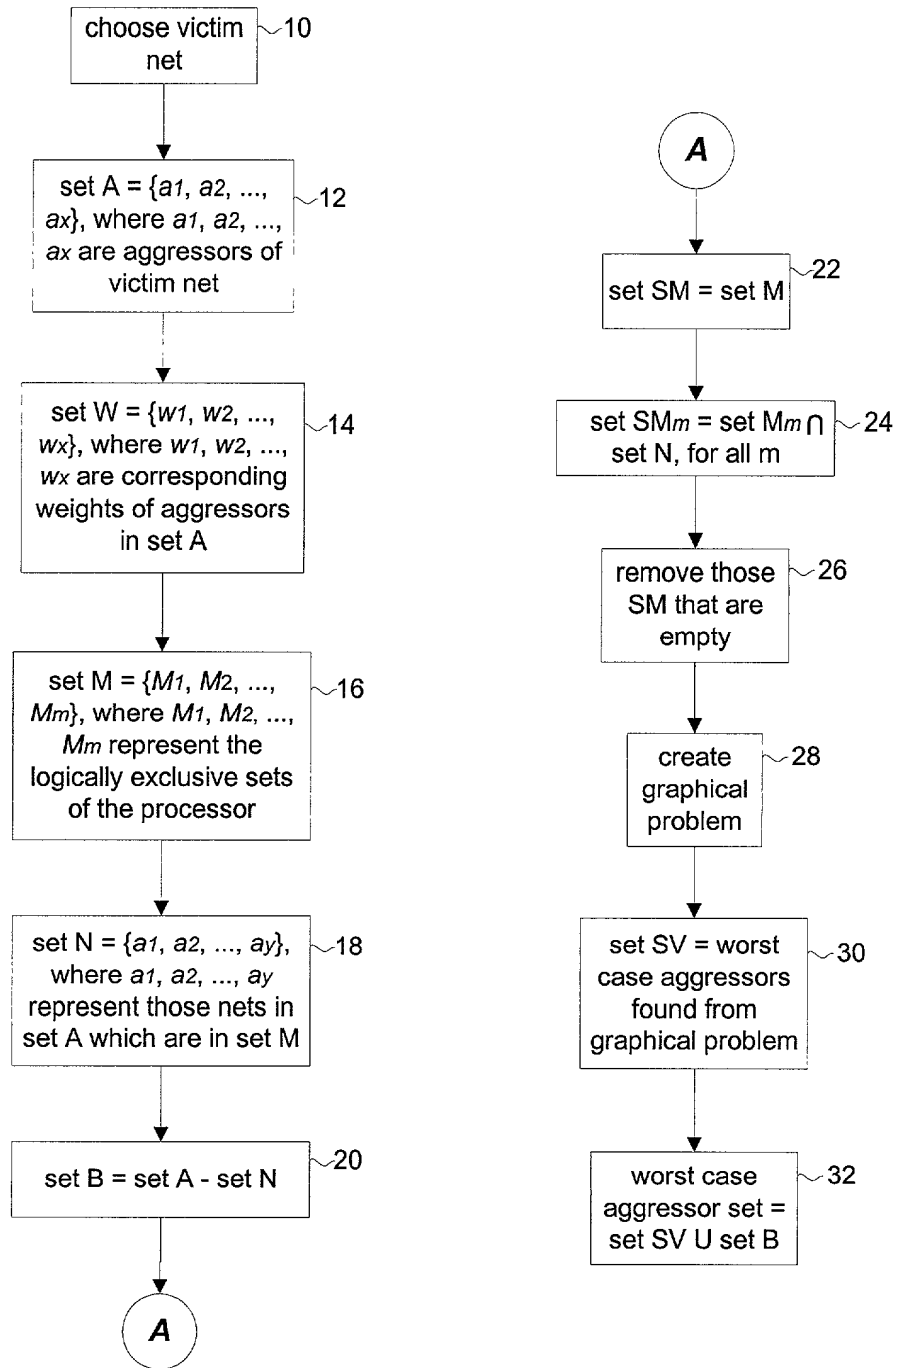 choose victim
net
10
set A = {a1, a2, ...,
ax}, where a1, a2, ...,
ax are aggressors of
victim net
12
set W = {w1, w2, ...,
wx}, where w1, w2, ...,
wx are corresponding
weights of aggressors
in set A
14
set M = {M1, M2, ...,
Mm}, where M1, M2, ...,
Mm represent the
logically exclusive sets
of the processor
16
set N = {a1, a2, ..., ay},
where a1, a2, ..., ay
represent those nets in
set A which are in set M
18
set B = set A - set N
20
A
A
set SM = set M
22
set SMm = set Mm ∩
set N, for all m
24
remove those
SM that are
empty
26
create
graphical
problem
28
set SV = worst
case aggressors
found from
graphical problem
30
worst case
aggressor set =
set SV U set B
32